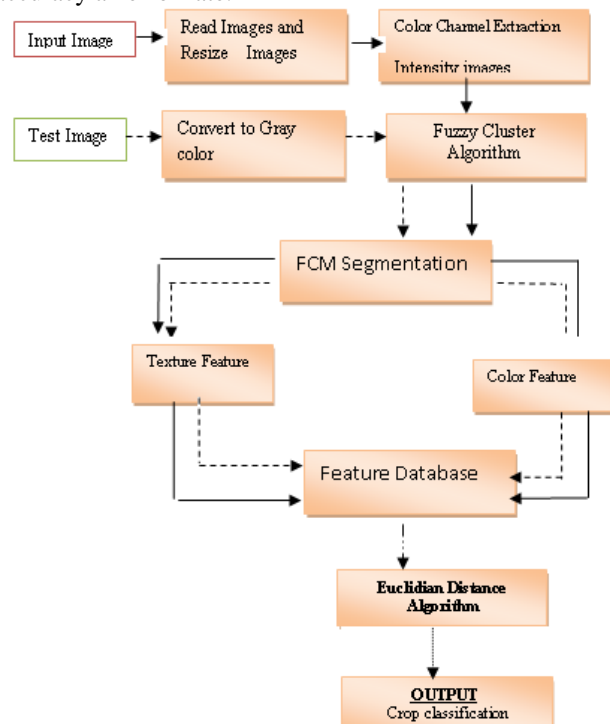 Input Image
Read Images and
Resize Images
Color Channel Extraction
Intensity images
Test Image
Convert to Gray
color
Fuzzy Cluster
Algorithm
FCM Segmentation
Texture Feature
Color Feature
Feature Database
Euclidian Distance
Algorithm
OUTPUT
Crop classification